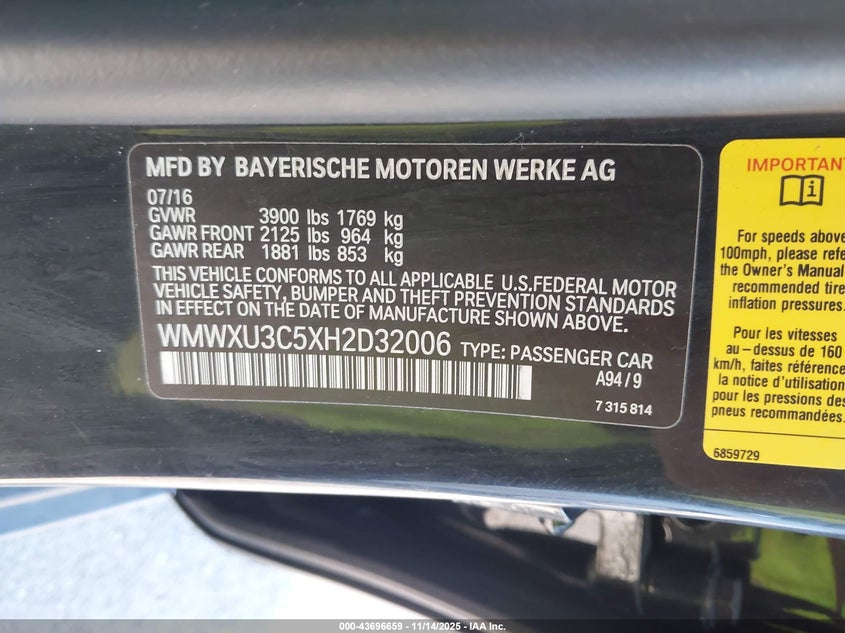 MFD BY BAYERISCHE MOTOREN WERKE AG
07/16
GVWR 3900 lbs 1769 kg
GAWR FRONT 2125 lbs 964 kg
GAWR REAR 1881 lbs 853 kg
THIS VEHICLE CONFORMS TO ALL APPLICABLE U.S.FEDERAL MOTOR
VEHICLE SAFETY, BUMPER AND THEFT PREVENTION STANDARDS
IN EFFECT ON THE DATE OF MANUFACTURE SHOWN ABOVE.
WMWXU3C5XH2D32006 TYPE: PASSENGER CAR
A94/9
7 315 814
IMPORTANT
i
For speeds above
100mph, please refe
the Owner's Manual
recommended tire
inflation pressures.
Pour les vitesses
au-dessus de 160
km/h, faites référence
la notice d'utilisation
pour les pressions des
pneus recommandées.
6859729
000-43696659 - 11/14/2025 - IAA Inc.